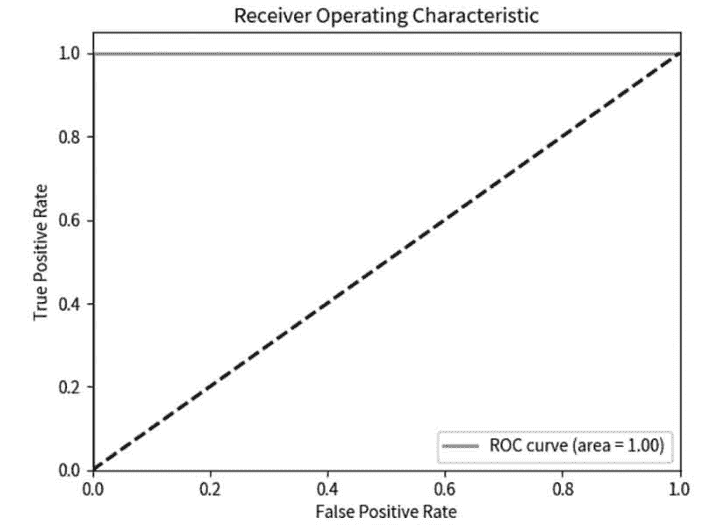 Receiver Operating Characteristic
True Positive Rate
1.0
0.8
0.6
0.4
0.2
0.0
ROC curve (area = 1.00)
0.0 0.2 0.4 0.6 0.8 1.0
False Positive Rate